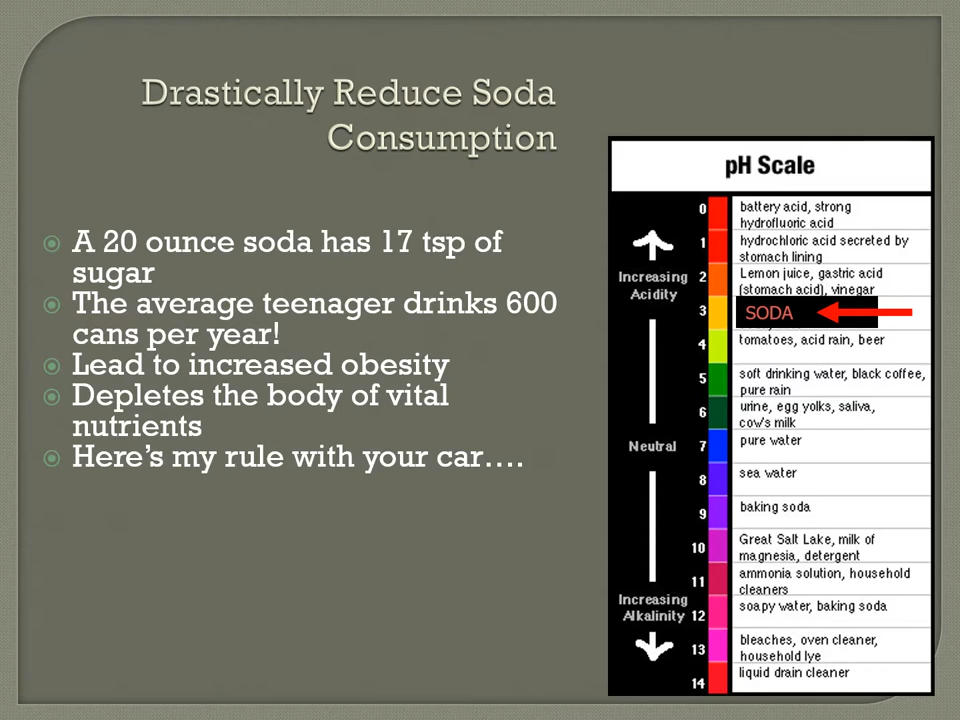 Drastically Reduce Soda
Consumption
A 20 ounce soda has 17 tsp of
sugar
The average teenager drinks 600
cans per year!
Lead to increased obesity
Depletes the body of vital
nutrients
Here's my rule with your car....
pH Scale
0 battery acid, strong
hydrofluoric acid
1 hydrochloric acid secreted by
stomach lining
Increasing
Acidity
2 Lemon juice, gastric acid
(stomach acid), vinegar
3 SODA
4 tomatoes, acid rain, beer
5 soft drinking water, black coffee,
pure rain
6 urine, egg yolks, saliva,
cow's milk
Neutral 7 pure water
8 sea water
9 baking soda
10 Great Salt Lake, milk of
magnesia, detergent
11 ammonia solution, household
cleaners
Increasing
Alkalinity
12 soapy water, baking soda
13 bleaches, oven cleaner,
household lye
14 liquid drain cleaner